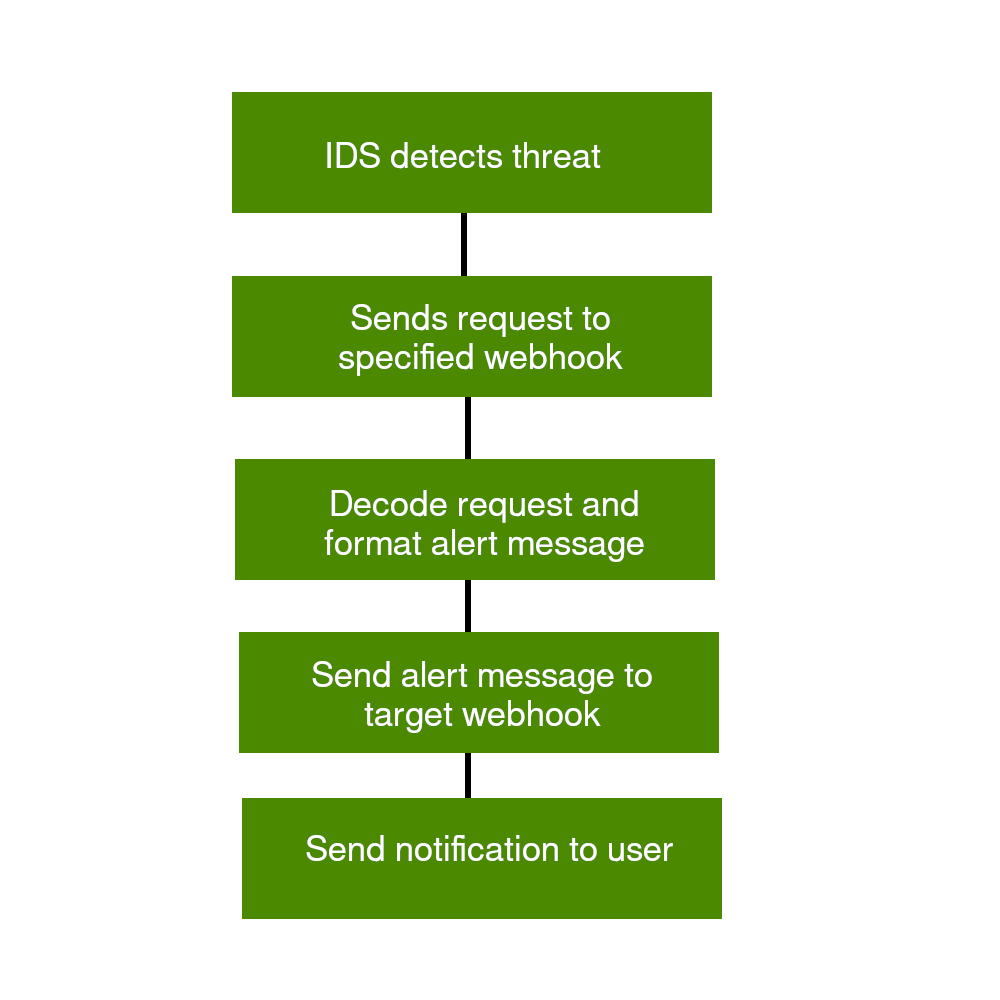 IDS detects threat
Sends request to
specified webhook
Decode request and
format alert message
Send alert message to
target webhook
Send notification to user